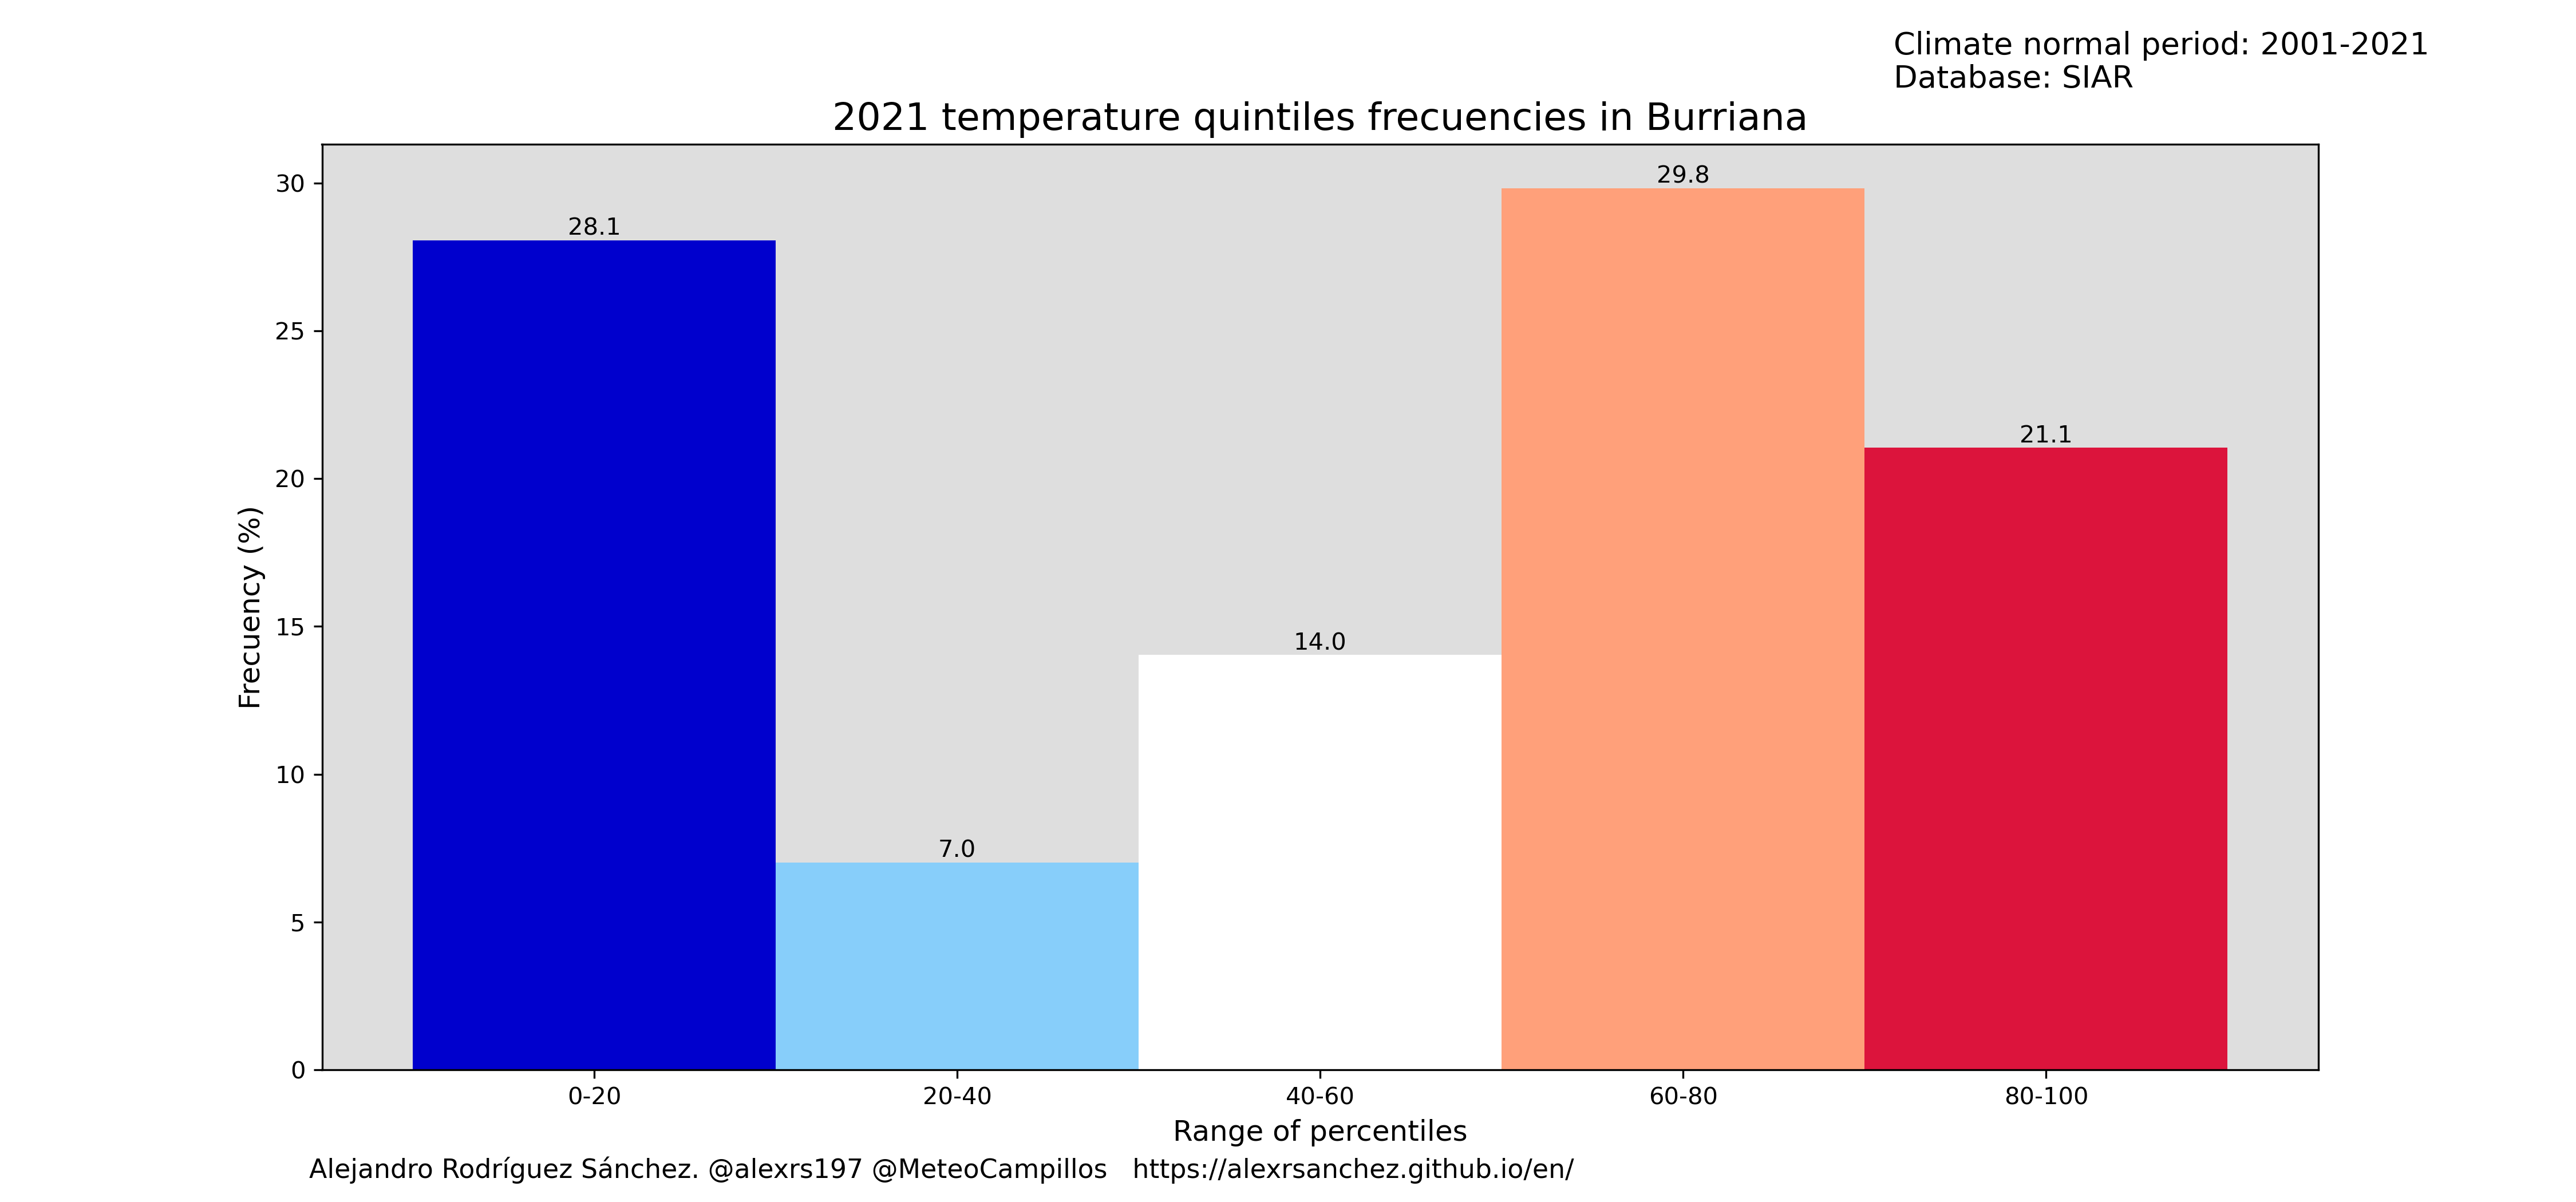 Climate normal period: 2001-2021
Database: SIAR
2021 temperature quintiles frecuencies in Burriana
Frecuency (%)
30
25
20
15
10
5
0
28.1
7.0
14.0
29.8
21.1
0-20
20-40
40-60
60-80
80-100
Range of percentiles
Alejandro Rodríguez Sánchez. @alexrs197 @MeteoCampillos   https://alexrsanchez.github.io/en/